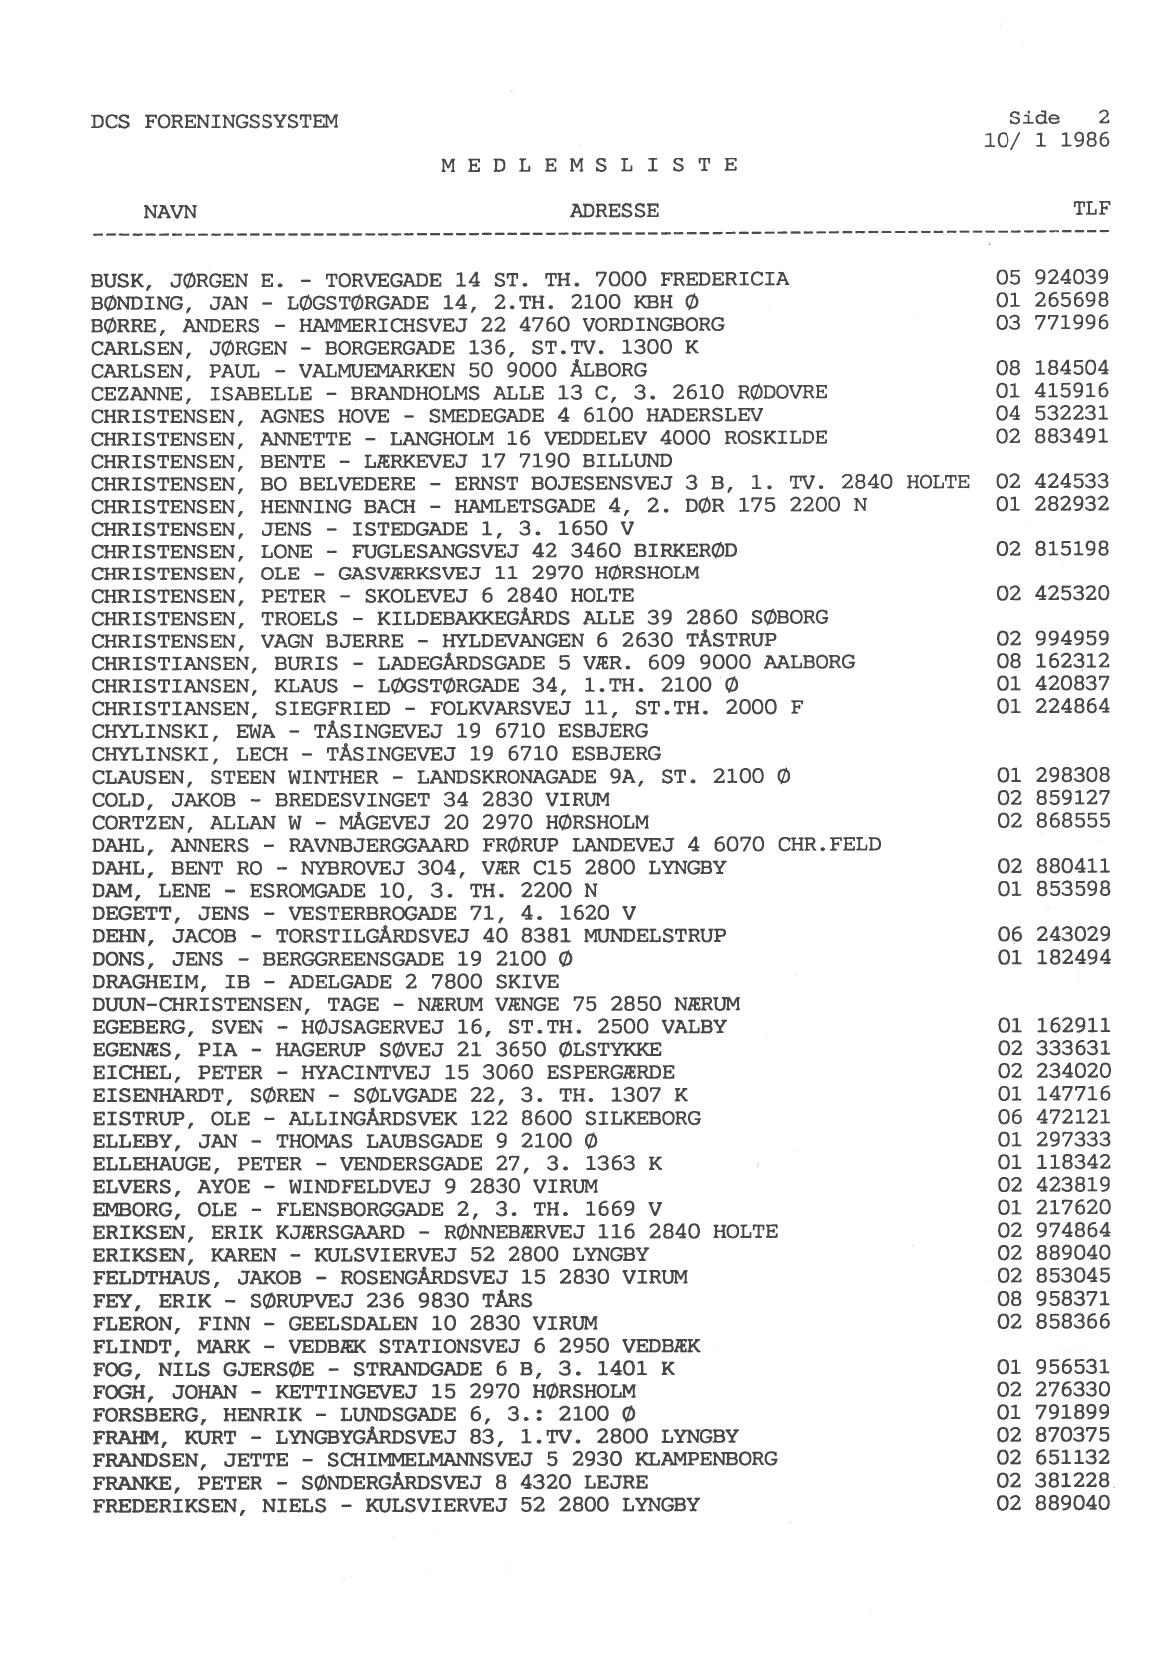 DCS FORENINGSSYSTEM Side 2
10/ 1 1986
M E D L E M S L I S T E
NAVN ADRESSE TLF
-------------------------------------------------------------------------------
BUSK, JØRGEN E. - TORVEGADE 14 ST. TH. 7000 FREDERICIA 05 924039
BØNDING, JAN - LØGSTØRGADE 14, 2.TH. 2100 KBH Ø 01 265698
BØRRE, ANDERS - HAMMERICHSVEJ 22 4760 VORDINGBORG 03 771996
CARLSEN, JØRGEN - BORGERGADE 136, ST.TV. 1300 K
CARLSEN, PAUL - VALMUEMARKEN 50 9000 ÅLBORG 08 184504
CEZANNE, ISABELLE - BRANDHOLMS ALLE 13 C, 3. 2610 RØDOVRE 01 415916
CHRISTENSEN, AGNES HOVE - SMEDEGADE 4 6100 HADERSLEV 04 532231
CHRISTENSEN, ANNETTE - LANGHOLM 16 VEDDELEV 4000 ROSKILDE 02 883491
CHRISTENSEN, BENTE - LÆRKEVEJ 17 7190 BILLUND
CHRISTENSEN, BO BELVEDERE - ERNST BOJESENSVEJ 3 B, 1. TV. 2840 HOLTE 02 424533
CHRISTENSEN, HENNING BACH - HAMLETSGADE 4, 2. DØR 175 2200 N 01 282932
CHRISTENSEN, JENS - ISTEDGADE 1, 3. 1650 V
CHRISTENSEN, LONE - FUGLESANGSVEJ 42 3460 BIRKERØD 02 815198
CHRISTENSEN, OLE - GASVÆRKSVEJ 11 2970 HØRSHOLM
CHRISTENSEN, PETER - SKOLEVEJ 6 2840 HOLTE 02 425320
CHRISTENSEN, TROELS - KILDEBAKKEGÅRDS ALLE 39 2860 SØBORG
CHRISTENSEN, VAGN BJERRE - HYLDEVANGEN 6 2630 TÅSTRUP 02 994959
CHRISTIANSEN, BURIS - LADEGÅRDSGADE 5 VÆR. 609 9000 AALBORG 08 162312
CHRISTIANSEN, KLAUS - LØGSTØRGADE 34, 1.TH. 2100 Ø 01 420837
CHRISTIANSEN, SIEGFRIED - FOLKVARSVEJ 11, ST.TH. 2000 F 01 224864
CHYLINSKI, EWA - TÅSINGEVEJ 19 6710 ESBJERG
CHYLINSKI, LECH - TÅSINGEVEJ 19 6710 ESBJERG
CLAUSEN, STEEN WINTHER - LANDSKRONAGADE 9A, ST. 2100 Ø 01 298308
COLD, JAKOB - BREDESVINGET 34 2830 VIRUM 02 859127
CORTZEN, ALLAN W - MÅGEVEJ 20 2970 HØRSHOLM 02 868555
DAHL, ANNERS - RAVNBJERGGAARD FRØRUP LANDEVEJ 4 6070 CHR.FELD
DAHL, BENT RO - NYBROVEJ 304, VÆR C15 2800 LYNGBY 02 880411
DAM, LENE - ESROMGADE 10, 3. TH. 2200 N 01 853598
DEGETT, JENS - VESTERBROGADE 71, 4. 1620 V
DEHN, JACOB - TORSTILGÅRDSVEJ 40 8381 MUNDELSTRUP 06 243029
DONS, JENS - BERGGREENSGADE 19 2100 Ø 01 182494
DRAGHEIM, IB - ADELGADE 2 7800 SKIVE
DUUN-CHRISTENSEN, TAGE - NÆRUM VÆNGE 75 2850 NÆRUM
EGEBERG, SVEN - HØJSAGERVEJ 16, ST.TH. 2500 VALBY 01 162911
EGENÆS, PIA - HAGERUP SØVEJ 21 3650 ØLSTYKKE 02 333631
EICHEL, PETER - HYACINTVEJ 15 3060 ESPERGÆRDE 02 234020
EISENHARDT, SØREN - SØLVGADE 22, 3. TH. 1307 K 01 147716
EISTRUP, OLE - ALLINGÅRDSVEK 122 8600 SILKEBORG 06 472121
ELLEBY, JAN - THOMAS LAUBSGADE 9 2100 Ø 01 297333
ELLEHAUGE, PETER - VENDERSGADE 27, 3. 1363 K 01 118342
ELVERS, AYOE - WINDFELDVEJ 9 2830 VIRUM 02 423819
EMBORG, OLE - FLENSBORGGADE 2, 3. TH. 1669 V 01 217620
ERIKSEN, ERIK KJÆRSGAARD - RØNNEBÆRVEJ 116 2840 HOLTE 02 974864
ERIKSEN, KAREN - KULSVIERVEJ 52 2800 LYNGBY 02 889040
FELDTHAUS, JAKOB - ROSENGÅRDSVEJ 15 2830 VIRUM 02 853045
FEY, ERIK - SØRUPVEJ 236 9830 TÅRS 08 958371
FLERON, FINN - GEELSDALEN 10 2830 VIRUM 02 858366
FLINDT, MARK - VEDBÆK STATIONSVEJ 6 2950 VEDBÆK
FOG, NILS GJERSØE - STRANDGADE 6 B, 3. 1401 K 01 956531
FOGH, JOHAN - KETTINGEVEJ 15 2970 HØRSHOLM 02 276330
FORSBERG, HENRIK - LUNDSGADE 6, 3.: 2100 Ø 01 791899
FRAHM, KURT - LYNGBYGÅRDSVEJ 83, 1.TV. 2800 LYNGBY 02 870375
FRANDSEN, JETTE - SCHIMMELMANNSVEJ 5 2930 KLAMPENBORG 02 651132
FRANKE, PETER - SØNDERGÅRDSVEJ 8 4320 LEJRE 02 381228
FREDERIKSEN, NIELS - KULSVIERVEJ 52 2800 LYNGBY 02 889040